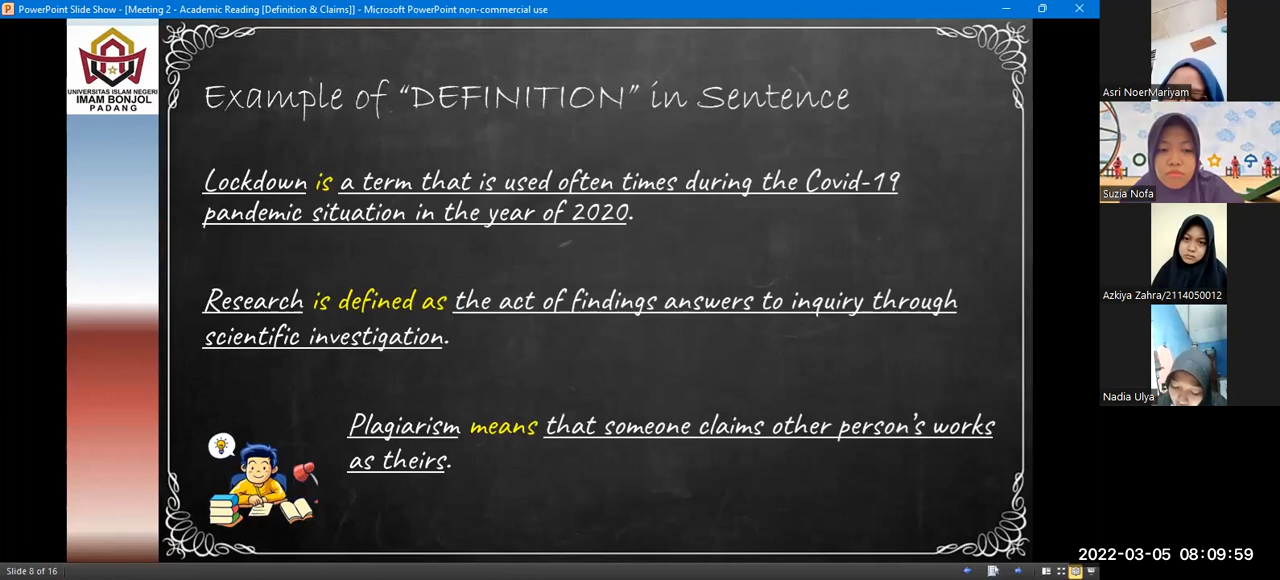 PowerPoint Slide Show - [Meeting 2 - Academic Reading [Definition & Claims]] - Microsoft PowerPoint non-commercial use
UNIVERSITAS ISLAM NEGERI
IMAM BONJOL
PADANG
Example of “DEFINITION” in Sentence
Lockdown is a term that is used often times during the Covid-19
pandemic situation in the year of 2020.
Research is defined as the act of findings answers to inquiry through
scientific investigation.
Plagiarism means that someone claims other person’s works
as theirs.
Asri NoerMariyam
Suzia Nofa
Azkiya Zahra/2114050012
Nadia Ulya
2022-03-05 08:09:59
Slide 8 of 16